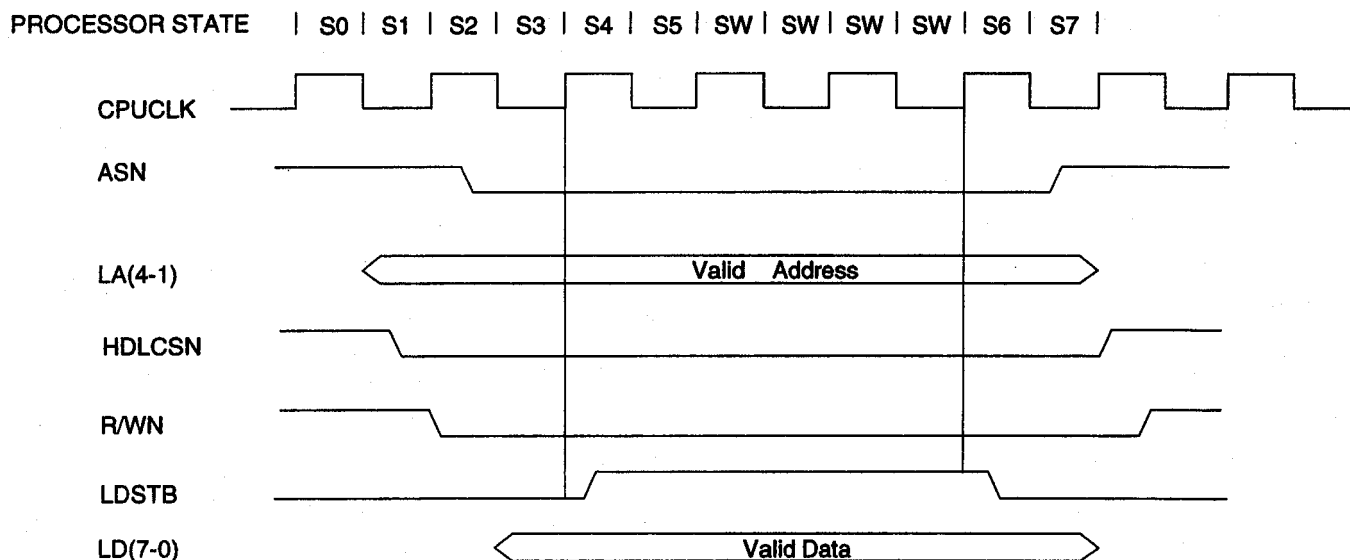 PROCESSOR STATE | S0 | S1 | S2 | S3 | S4 | S5 | SW | SW | SW | SW | S6 | S7 |
CPUCLK
ASN
LA(4-1) Valid Address
HDLCSN
R/WN
LDSTB
LD(7-0) Valid Data